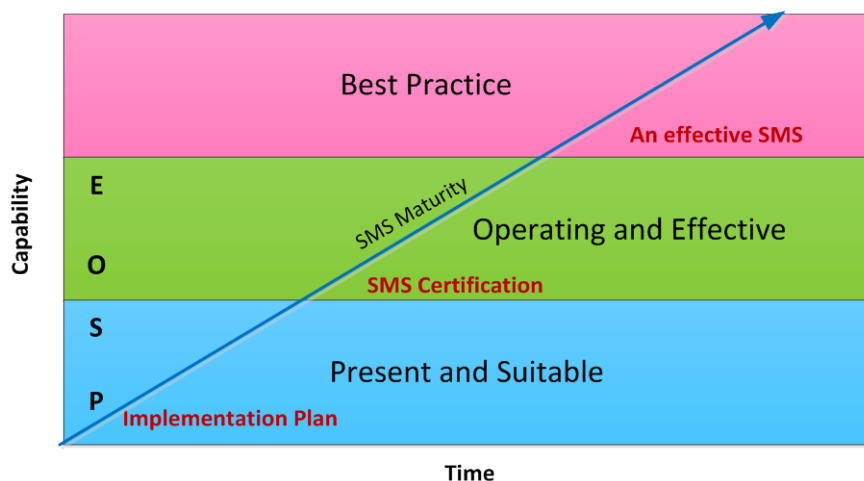 Best Practice
An effective SMS
Capability
E
SMS Maturity
Operating and Effective
O
SMS Certification
S
Present and Suitable
P
Implementation Plan
Time